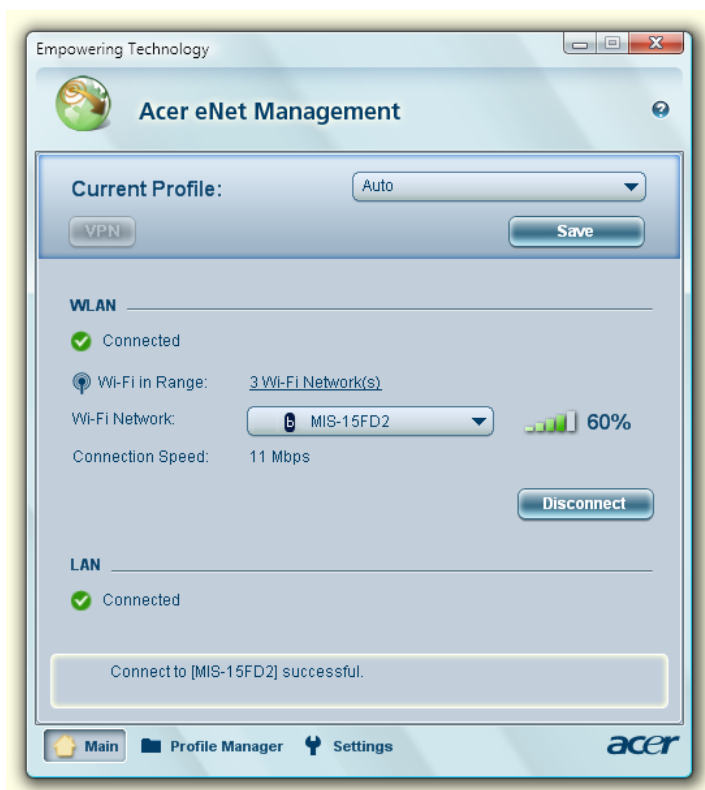 Empowering Technology
Acer eNet Management
Current Profile:
Auto
VPN
Save
WLAN
Connected
Wi-Fi in Range:
3 Wi-Fi Network(s)
Wi-Fi Network:
b MIS-15FD2
60%
Connection Speed:
11 Mbps
Disconnect
LAN
Connected
Connect to [MIS-15FD2] successful.
Main
Profile Manager
Settings
acer